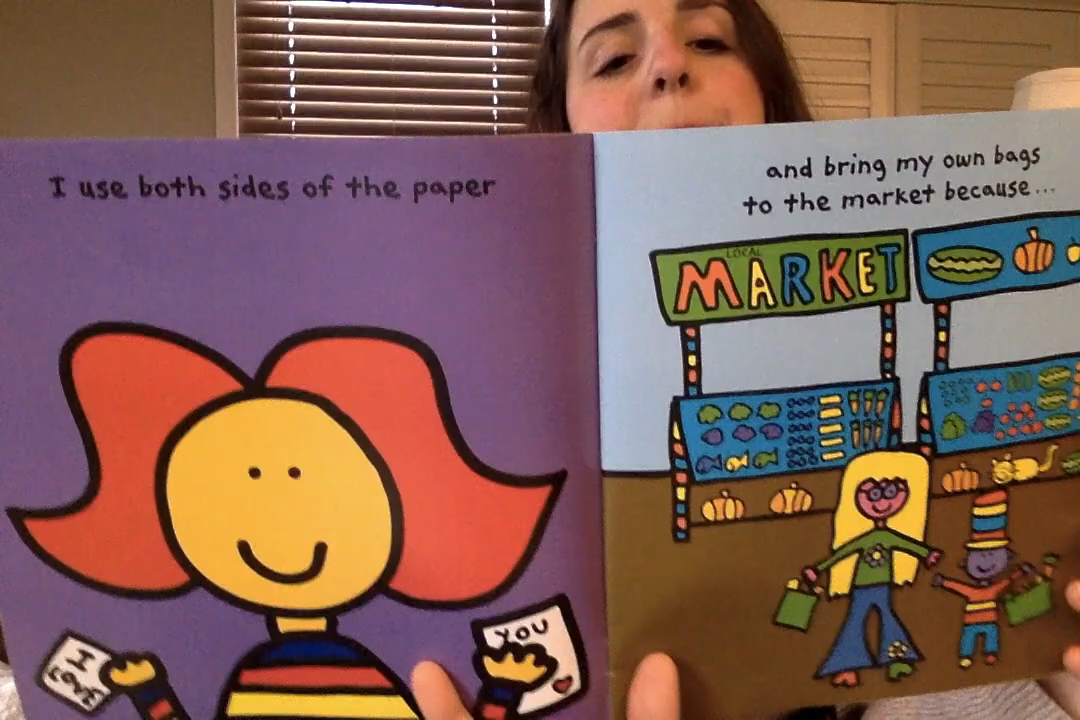 I use both sides of the paper
I
LOVE
YOU
and bring my own bags
to the market because...
LOCAL
MARKET